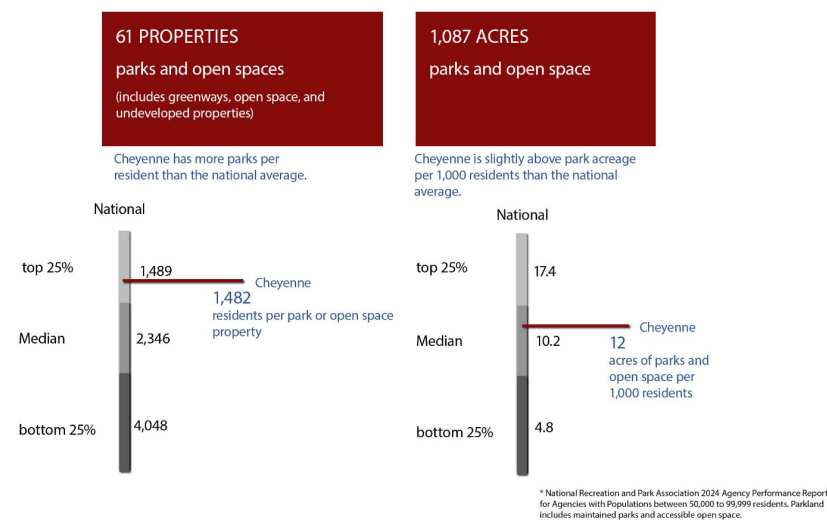 61 PROPERTIES
parks and open spaces
(includes greenways, open space, and
undeveloped properties)
Cheyenne has more parks per
resident than the national average.
National
top 25%
1,489
Cheyenne
1,482
residents per park or open space
property
Median
2,346
bottom 25%
4,048
1,087 ACRES
parks and open space
Cheyenne is slightly above park acreage
per 1,000 residents than the national
average.
National
top 25%
17.4
Cheyenne
12
acres of parks and
open space per
1,000 residents
Median
10.2
bottom 25%
4.8
* National Recreation and Park Association 2024 Agency Performance Report
for Agencies with Populations between 50,000 to 99,999 residents. Parkland
includes maintained parks and accessible open space.